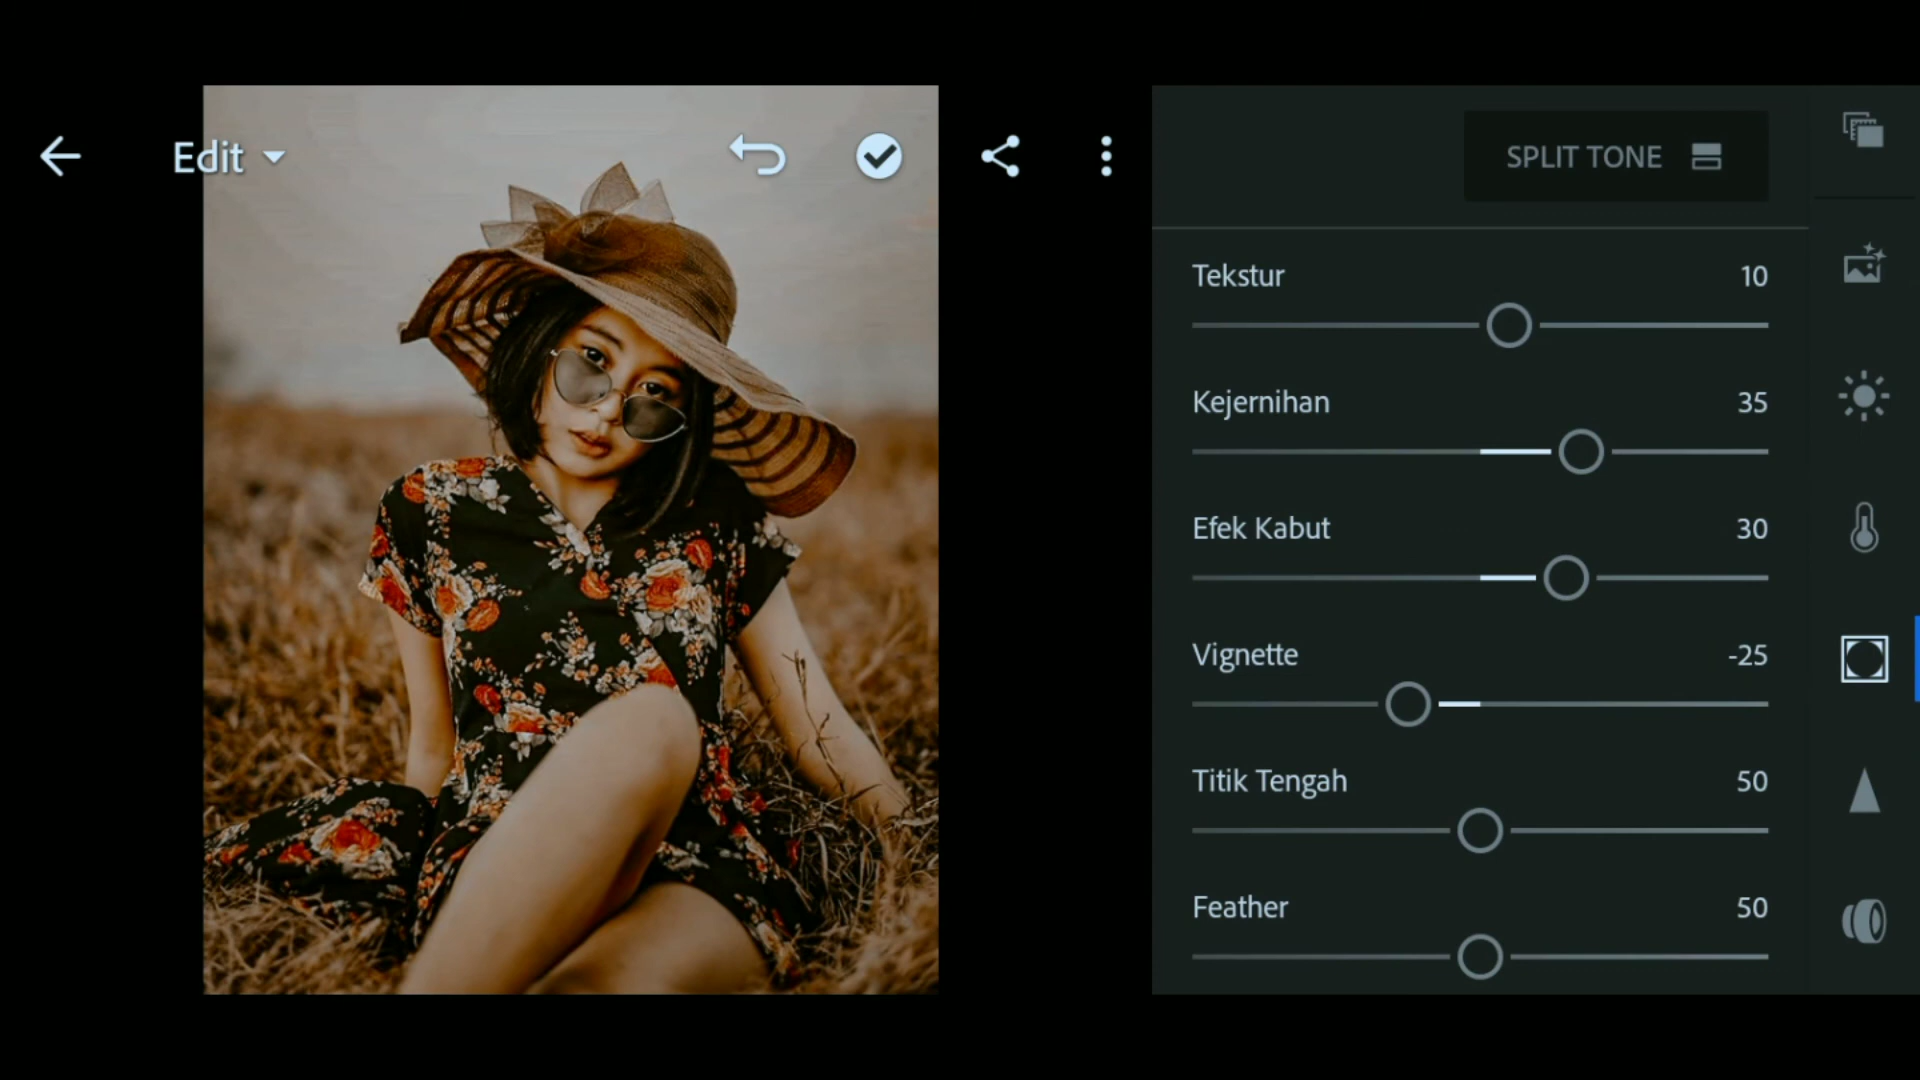 Edit
SPLIT TONE
Tekstur 10
Kejernihan 35
Efek Kabut 30
Vignette -25
Titik Tengah 50
Feather 50